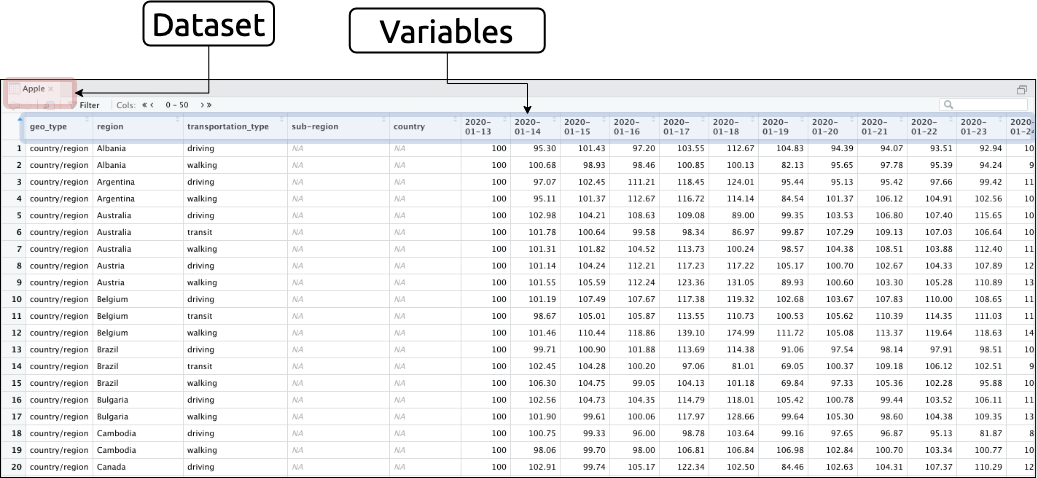 Dataset
Variables
Apple
Filter Cols: 0 - 50
geo_type region transportation_type sub-region country 2020-01-13 2020-01-14 2020-01-15 2020-01-16 2020-01-17 2020-01-18 2020-01-19 2020-01-20 2020-01-21 2020-01-22 2020-01-23 2020-01-24
1 country/region Albania driving NA NA 100 95.30 101.43 97.20 103.55 112.67 104.83 94.39 94.07 93.51 92.94 10
2 country/region Albania walking NA NA 100 100.68 98.93 98.46 100.85 100.13 82.13 95.65 97.78 95.39 94.24 9
3 country/region Argentina driving NA NA 100 97.07 102.45 111.21 118.45 124.01 95.44 95.13 95.42 97.66 99.42 11
4 country/region Argentina walking NA NA 100 95.11 101.37 112.67 116.72 114.14 84.54 101.37 106.12 104.91 102.56 10
5 country/region Australia driving NA NA 100 102.98 104.21 108.63 109.08 89.00 99.35 103.53 106.80 107.40 115.65 10
6 country/region Australia transit NA NA 100 101.78 100.64 99.58 98.34 86.97 99.87 107.29 109.13 107.03 106.64 10
7 country/region Australia walking NA NA 100 101.31 101.82 104.52 113.73 100.24 98.57 104.38 108.51 103.88 112.40 11
8 country/region Austria driving NA NA 100 101.14 104.24 112.21 117.23 117.22 105.17 100.70 102.67 104.33 107.89 12
9 country/region Austria walking NA NA 100 101.55 105.59 112.24 123.36 131.05 89.93 100.60 103.30 105.28 110.89 13
10 country/region Belgium driving NA NA 100 101.19 107.49 107.67 117.38 119.32 102.68 103.67 107.83 110.00 108.65 11
11 country/region Belgium transit NA NA 100 98.67 105.01 105.87 113.55 110.73 100.53 105.62 110.39 114.35 111.03 11
12 country/region Belgium walking NA NA 100 101.46 110.44 118.86 139.10 174.99 111.72 105.08 113.37 119.64 118.63 14
13 country/region Brazil driving NA NA 100 99.71 100.90 101.88 113.69 114.38 91.06 97.54 98.14 97.91 98.51 10
14 country/region Brazil transit NA NA 100 102.45 104.28 100.20 97.06 81.01 69.05 100.37 109.18 106.12 102.51 9
15 country/region Brazil walking NA NA 100 106.30 104.75 99.05 104.13 101.18 69.84 97.33 105.36 102.28 95.88 10
16 country/region Bulgaria driving NA NA 100 102.56 104.73 104.35 114.79 118.01 105.42 100.78 99.44 103.52 106.11 11
17 country/region Bulgaria walking NA NA 100 101.90 99.61 100.06 117.97 128.66 99.64 105.30 98.60 104.38 109.35 13
18 country/region Cambodia driving NA NA 100 100.75 99.33 96.00 98.78 103.64 99.16 97.65 96.87 95.13 81.87 8
19 country/region Cambodia walking NA NA 100 98.06 99.70 98.00 106.81 106.84 106.98 102.84 100.70 103.34 100.77 10
20 country/region Canada driving NA NA 100 102.91 99.74 105.17 122.34 102.50 84.46 102.63 104.31 107.37 110.29 12